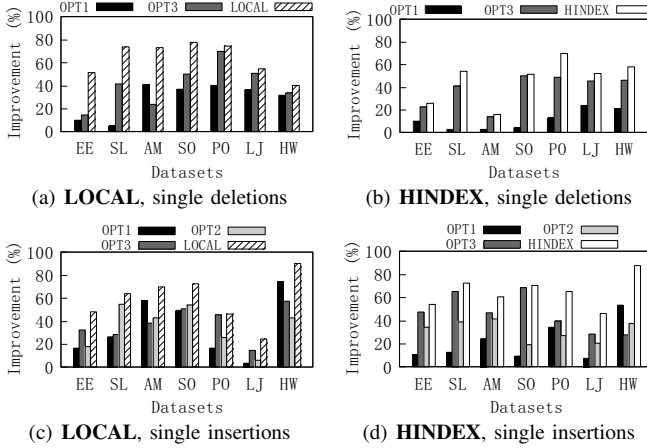 OPT1 OPT3 LOCAL
Improvement (%)
100
80
60
40
20
0
EE SL AM SO PO LJ HW
Datasets
(a) LOCAL, single deletions
OPT1 OPT3 HINDEX
Improvement (%)
100
80
60
40
20
0
EE SL AM SO PO LJ HW
Datasets
(b) HINDEX, single deletions
OPT1 OPT2
OPT3 LOCAL
Improvement (%)
100
80
60
40
20
0
EE SL AM SO PO LJ HW
Datasets
(c) LOCAL, single insertions
OPT1 OPT2
OPT3 HINDEX
Improvement (%)
100
80
60
40
20
0
EE SL AM SO PO LJ HW
Datasets
(d) HINDEX, single insertions